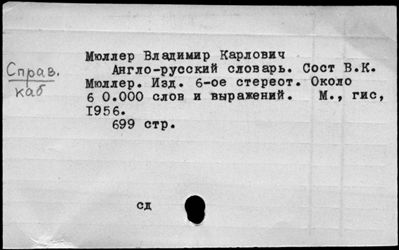 Мюллер Владимир Карлович
Англо-русский словарь. Сост В.К.
Мюллер. Изд. 6-ое стереот. Около
6 0.000 слов и выражений. М., гис,
1956.
699 стр.
Справ.
каб
сд